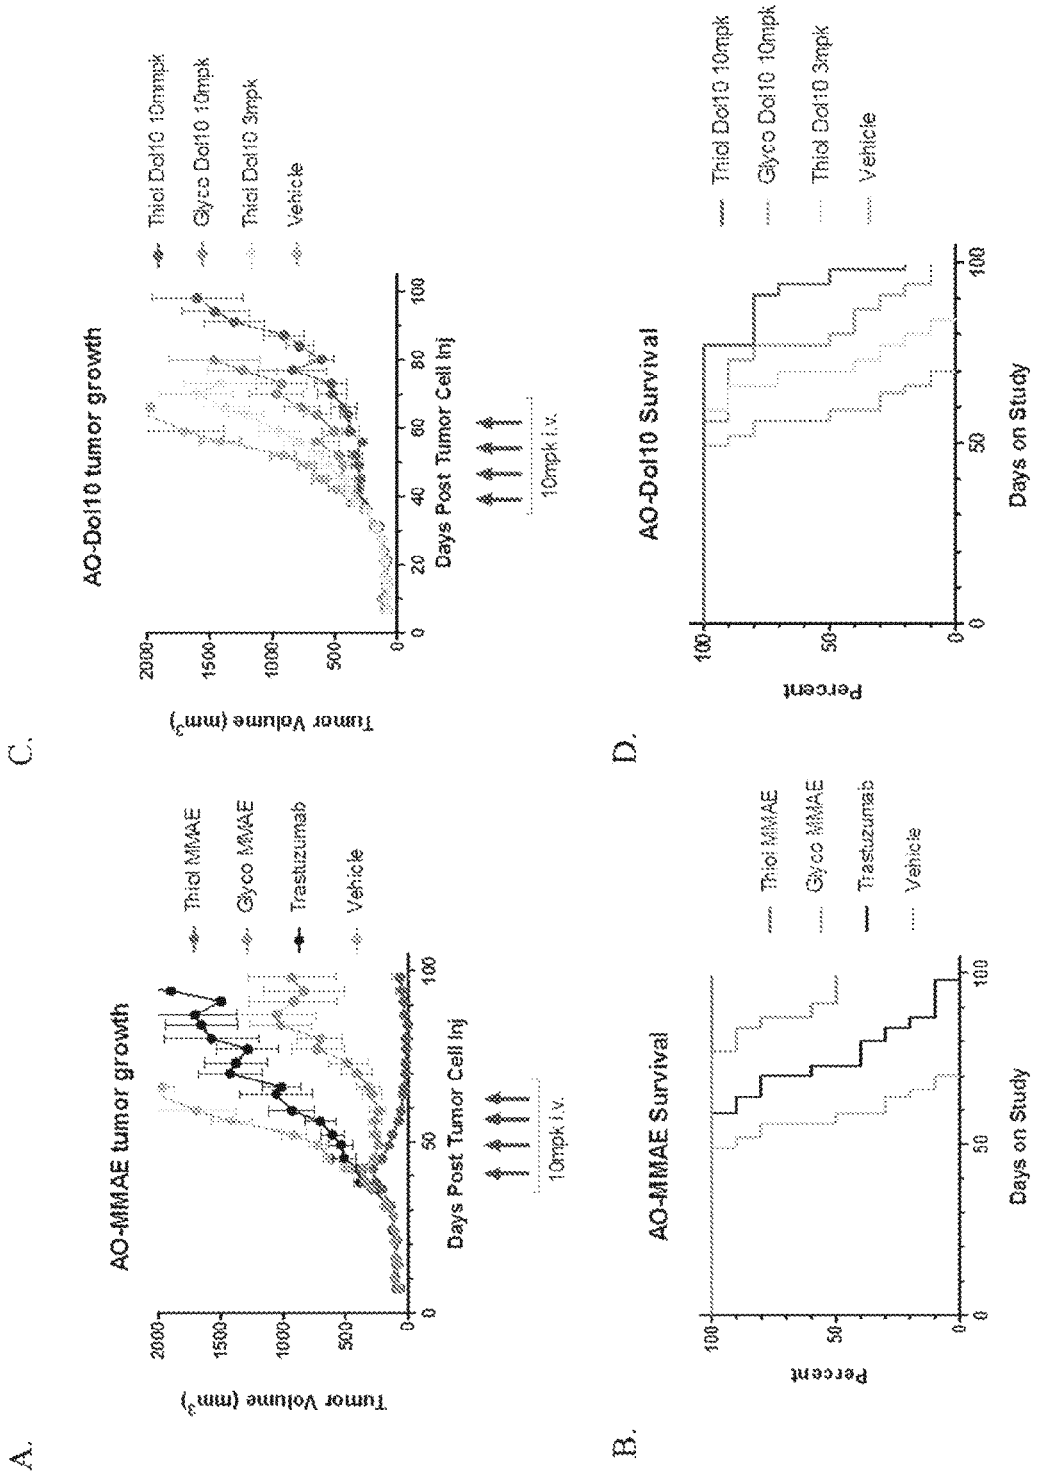 A.
AO-MMAE tumor growth
Tumor Volume (mm3)
2000
1500
1000
500
0
0
50
100
Days Post Tumor Cell Inj
10mpk i.v.
Thiol MMAE
Glyco MMAE
Trastuzumab
Vehicle
B.
AO-MMAE Survival
Percent
100
50
0
0
50
100
Days on Study
Thiol MMAE
Glyco MMAE
Trastuzumab
Vehicle
C.
AO-Dol10 tumor growth
Tumor Volume (mm3)
2000
1500
1000
500
0
0
20
40
60
80
100
Days Post Tumor Cell Inj
10mpk i.v.
Thiol Dol10 10mmpk
Glyco Dol10 10mpk
Thiol Dol10 3mpk
Vehicle
D.
AO-Dol10 Survival
Percent
100
50
0
0
50
100
Days on Study
Thiol Dol10 10mpk
Glyco Dol10 10mpk
Thiol Dol10 3mpk
Vehicle